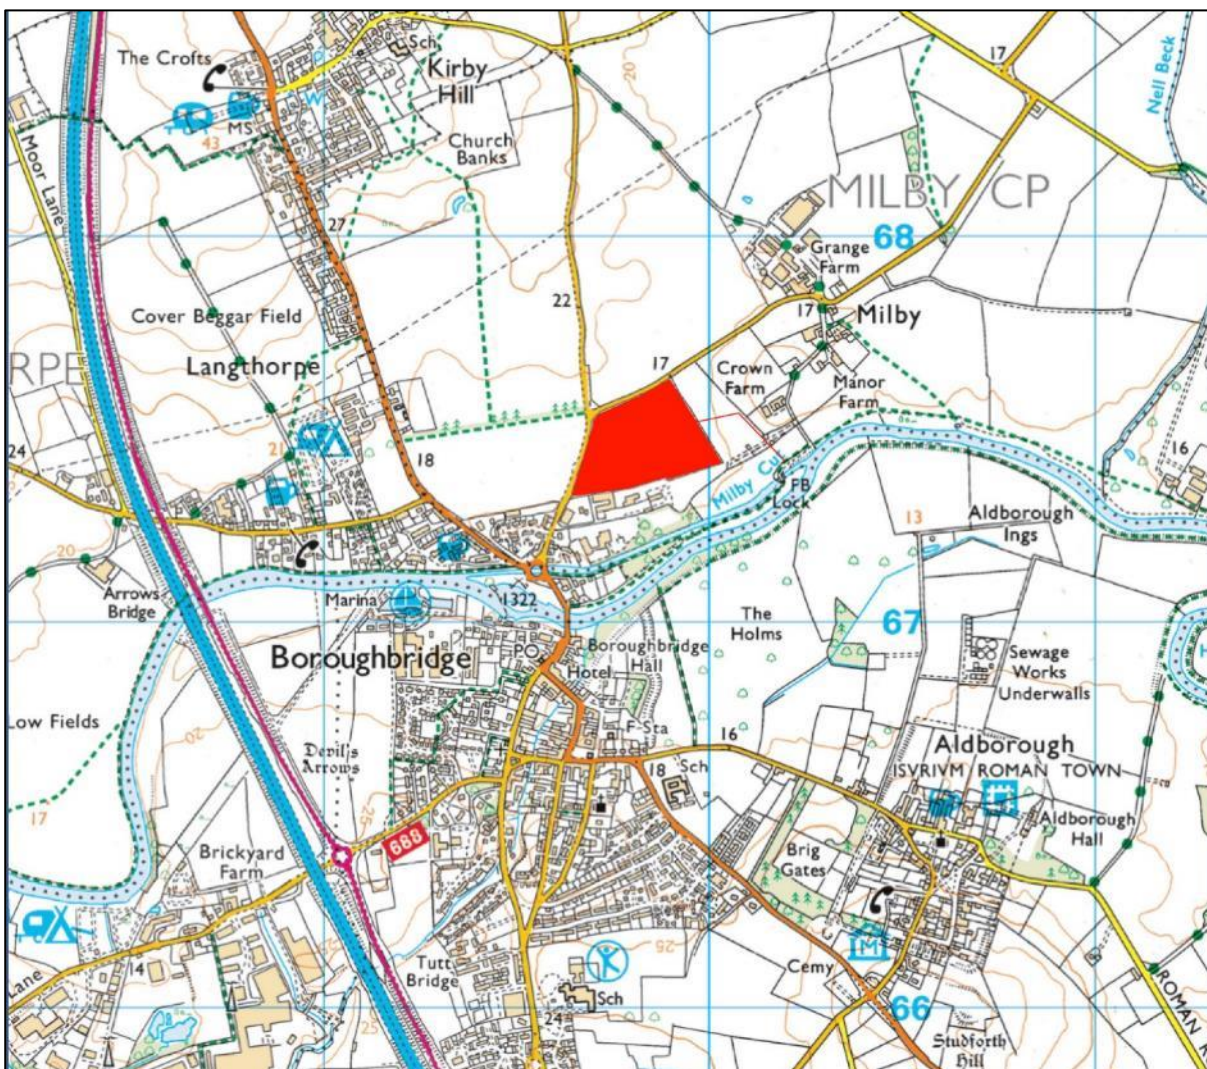 The Crofts
Sch
Kirby
Hill
20
17
Nell Beck
P
W
MS
43
Church
Banks
Moor Lane
MILBY CP
27
68
Grange
Farm
22
17
Milby
Cover Beggar Field
Langthorpe
RPE
17
Crown
Farm
Manor
Farm
24
21
18
16
Milby
FB
Lock
13
Aldborough
Ings
20
Arrows
Bridge
Marina
1322
The
Holms
67
Sewage
Works
Underwalls
PO
Boroughbridge
Hall
Boroughbridge
Hotel
Low Fields
20
F Sta
16
Aldborough
ISVRIVM ROMAN TOWN
Devil's
Arrows
18
Sch
25
17
688
Aldborough
Hall
Brickyard
Farm
Brig
Gates
M
25
Lane
14
Tutt
Bridge
Cemy
Sch
24
25
66
ROMAN R
Studforth
Hill